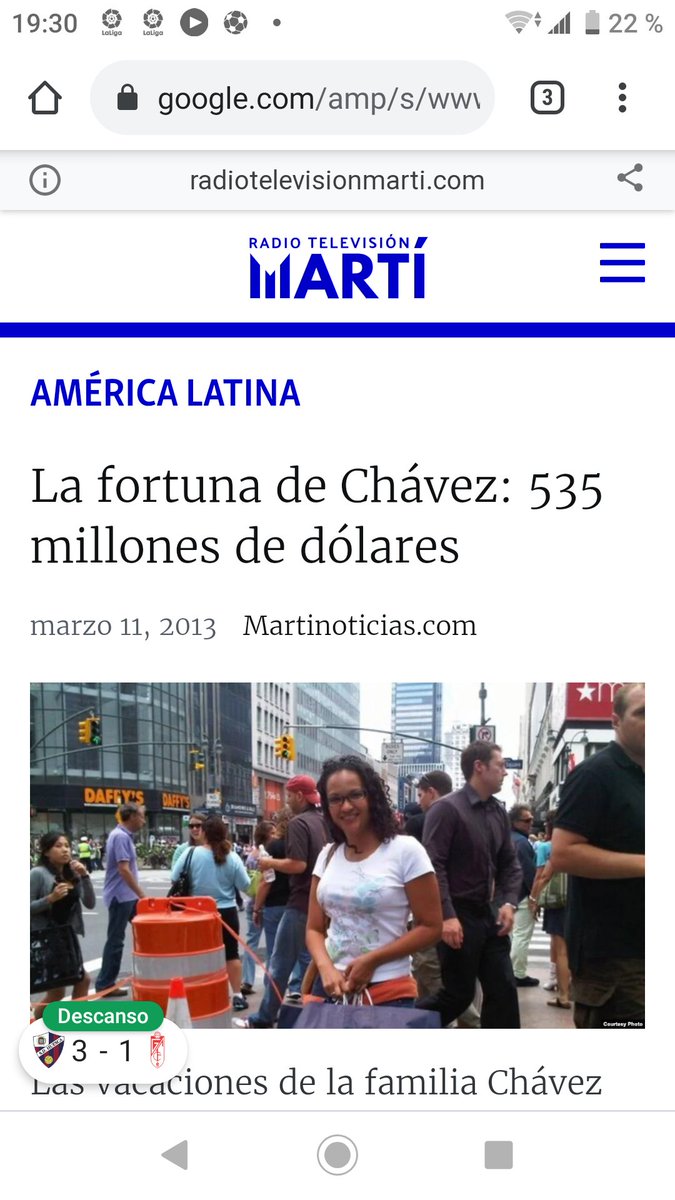 19:30
LaLiga
LaLiga
22 %
google.com/amp/s/www
3
radiotelevisionmarti.com
RADIO TELEVISIÓN
MARTÍ
AMÉRICA LATINA
La fortuna de Chávez: 535
millones de dólares
marzo 11, 2013 Martinoticias.com
DAFFY'S DAFFY'S
Courtesy Photo
Descanso
3 - 1
Las vacaciones de la familia Chávez